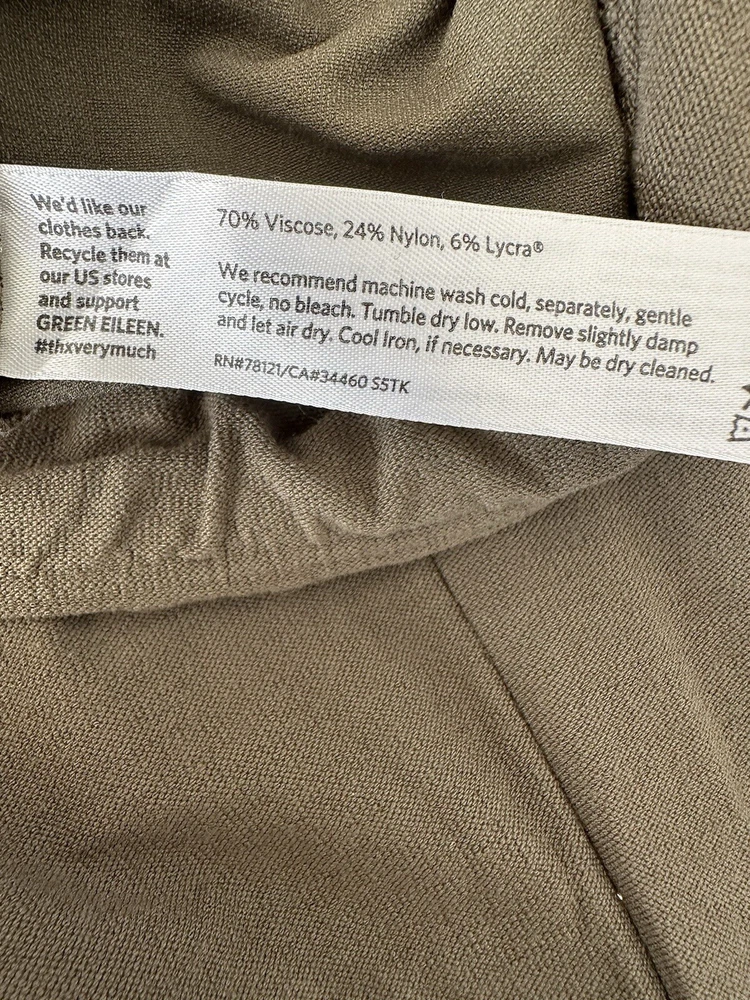 We'd like our
clothes back.
Recycle them at
our US stores
and support
GREEN EILEEN.
#thxverymuch
70% Viscose, 24% Nylon, 6% Lycra®
We recommend machine wash cold, separately, gentle
cycle, no bleach. Tumble dry low. Remove slightly damp
and let air dry. Cool Iron, if necessary. May be dry cleaned.
RN#78121/CA#34460 S5TK